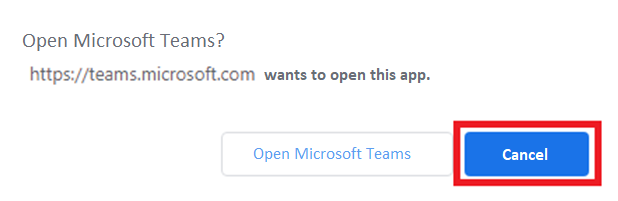 Open Microsoft Teams?
https://teams.microsoft.com wants to open this app.
Open Microsoft Teams
Cancel